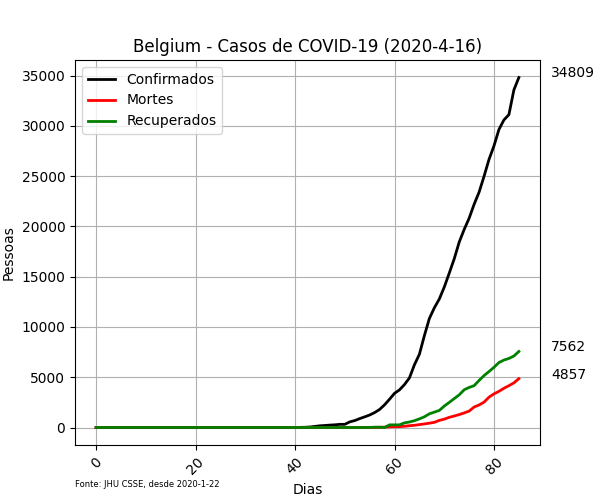 Belgium - Casos de COVID-19 (2020-4-16)
Confirmados
Mortes
Recuperados
34809
7562
4857
Pessoas
35000
30000
25000
20000
15000
10000
5000
0
0
20
40
60
80
Dias
Fonte: JHU CSSE, desde 2020-1-22